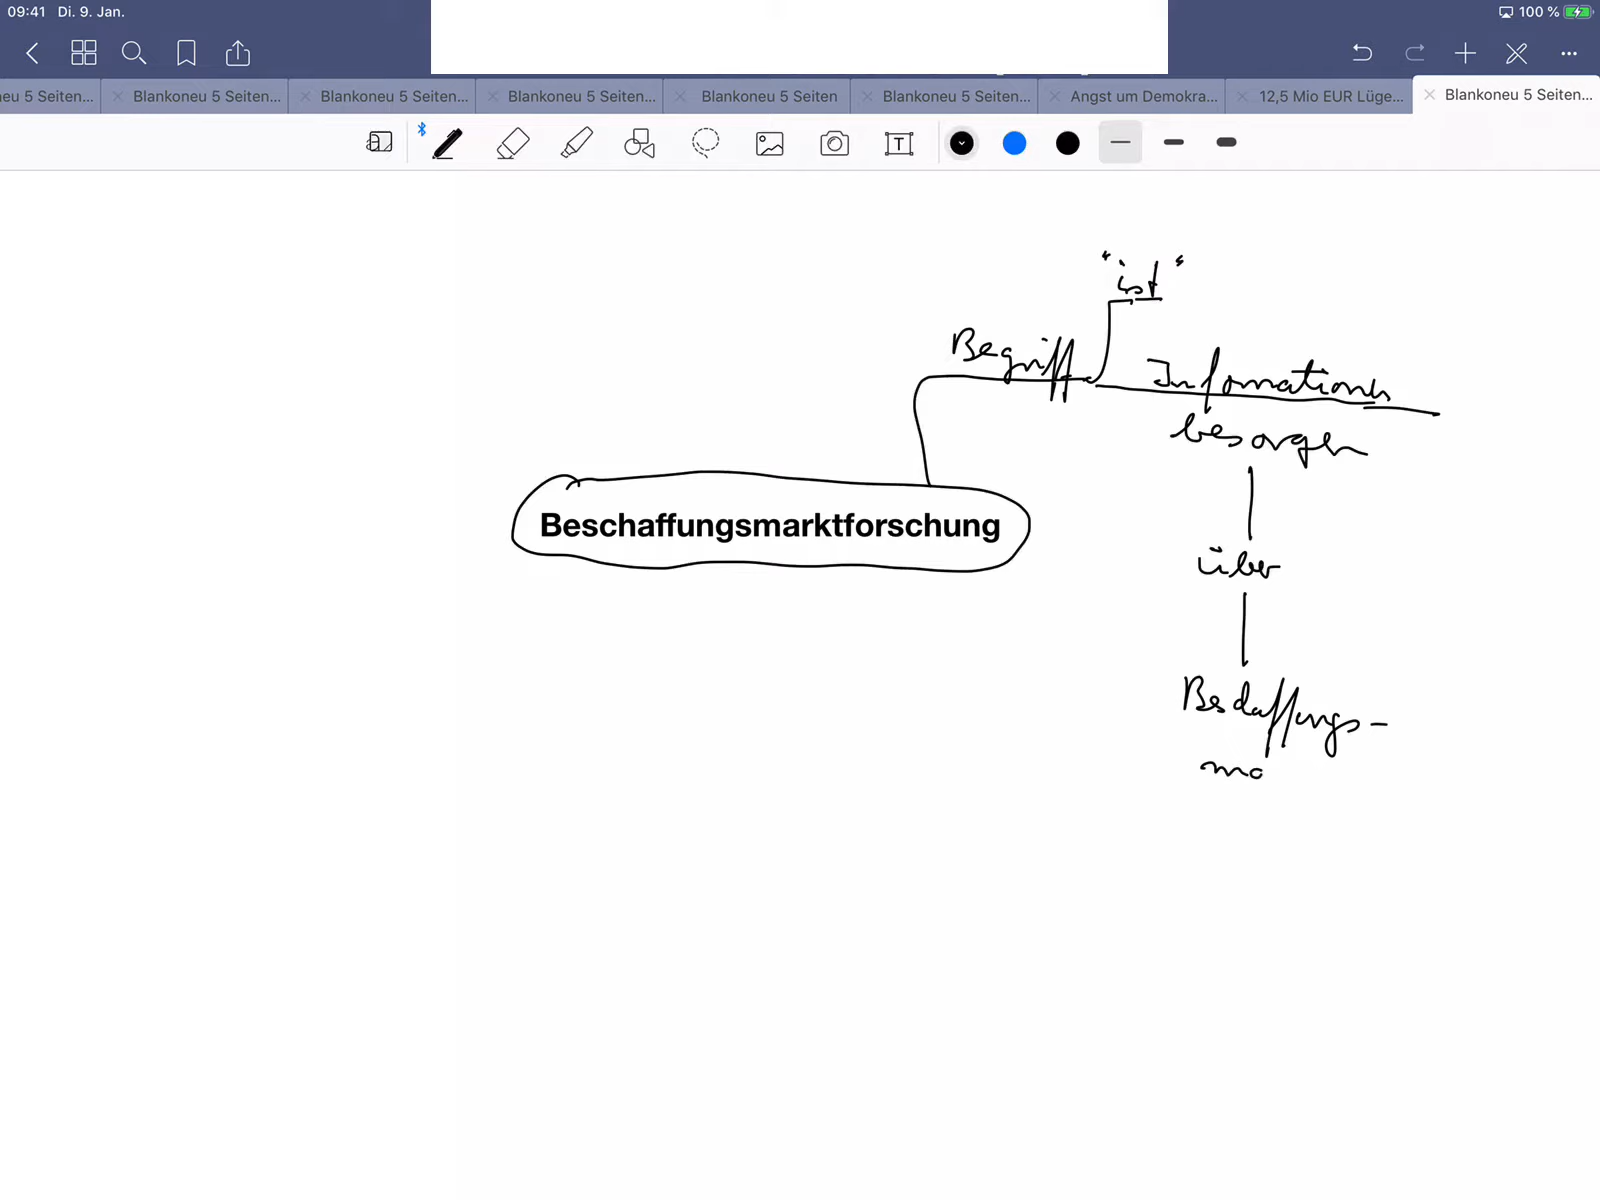 09:41 Di. 9. Jan.
100 %
eu 5 Seiten...
Blankoneu 5 Seiten...
Blankoneu 5 Seiten...
Blankoneu 5 Seiten...
Blankoneu 5 Seiten
Blankoneu 5 Seiten...
Angst um Demokra...
12,5 Mio EUR Lüge...
Blankoneu 5 Seiten...
T
"ist"
Begriff
Informationen
besorgen
Beschaffungsmarktforschung
über
Beschaffungs-
ma